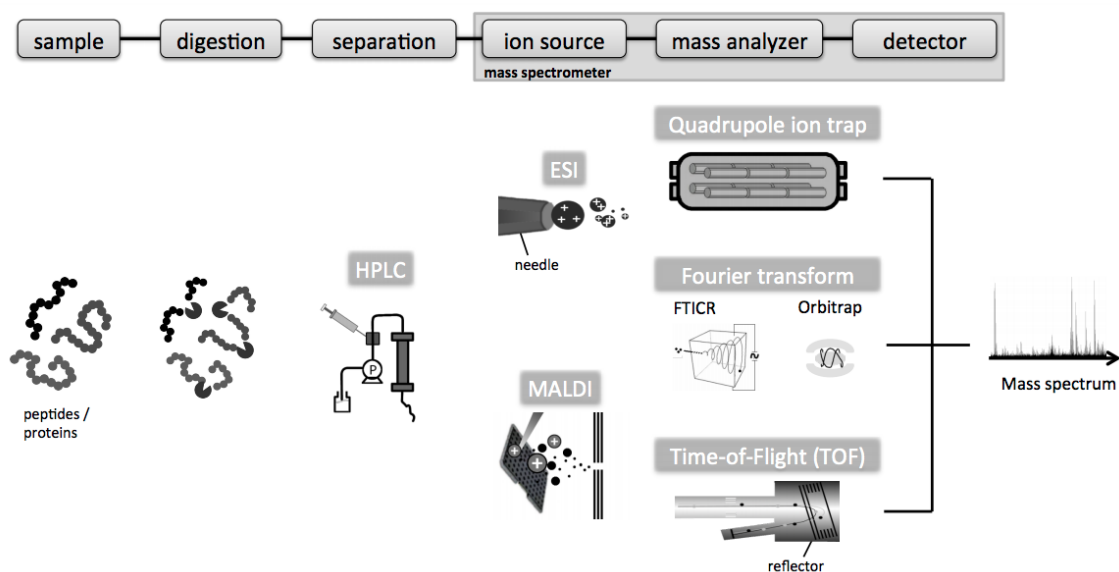 sample
digestion
separation
ion source
mass analyzer
detector
mass spectrometer
Quadrupole ion trap
ESI
needle
HPLC
Fourier transform
FTICR
Orbitrap
P
MALDI
Mass spectrum
peptides /
proteins
Time-of-Flight (TOF)
reflector